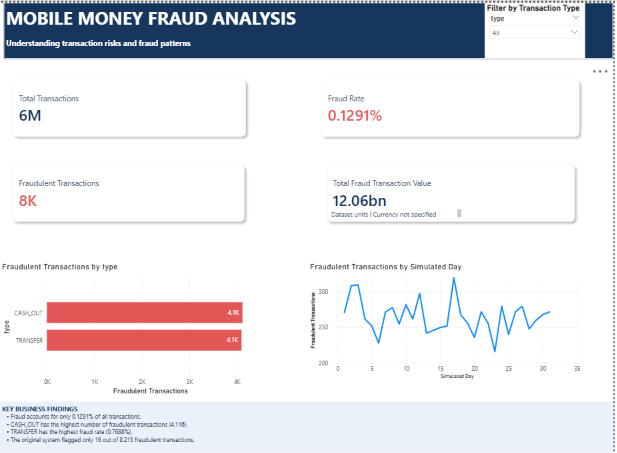 MOBILE MONEY FRAUD ANALYSIS
Understanding transaction risks and fraud patterns
Filter by Transaction Type
type
All
Total Transactions
6M
Fraud Rate
0.1291%
Fraudulent Transactions
8K
Total Fraud Transaction Value
12.06bn
Dataset units | Currency not specified
Fraudulent Transactions by type
type
CASH_OUT
4.1K
TRANSFER
4.1K
0K 1K 2K 3K 4K
Fraudulent Transactions
Fraudulent Transactions by Simulated Day
Fraudulent Transactions
300
250
200
0 5 10 15 20 25 30 35
Simulated Day
KEY BUSINESS FINDINGS
• Fraud accounts for only 0.1291% of all transactions.
• CASH_OUT has the highest number of fraudulent transactions (4,116).
• TRANSFER has the highest fraud rate (0.7688%).
• The original system flagged only 16 out of 8,213 fraudulent transactions.